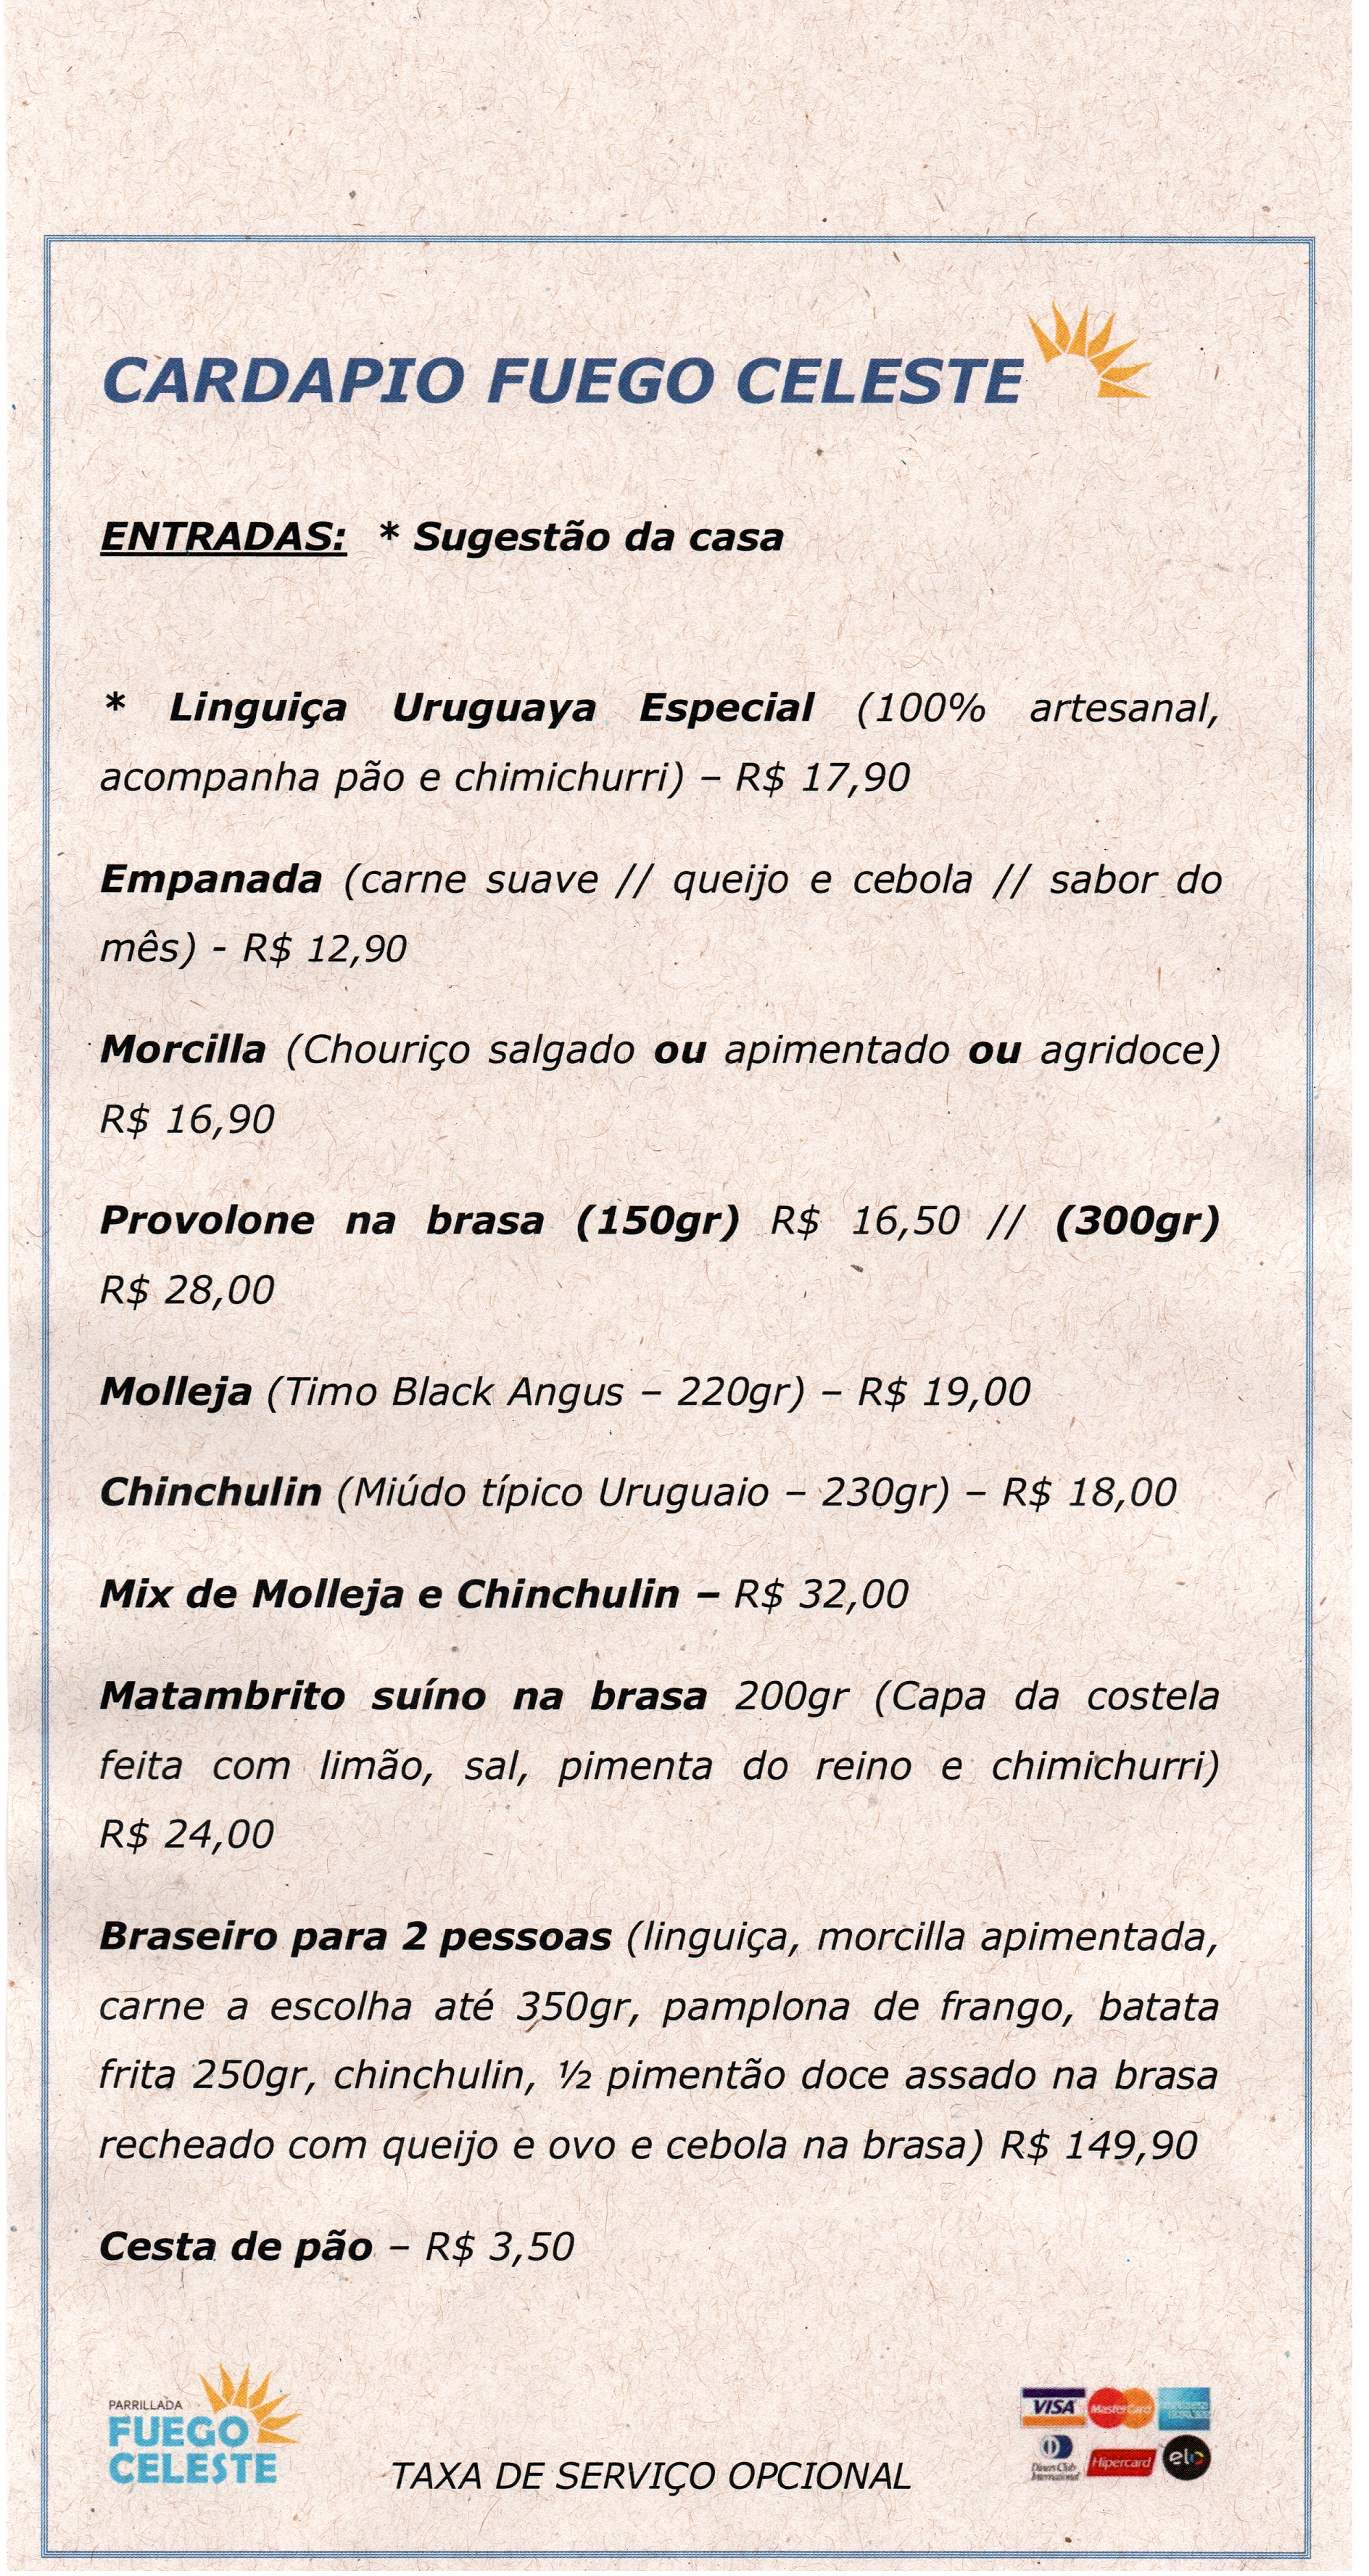 CARDAPIO FUEGO CELESTE
ENTRADAS: * Sugestão da casa
* Linguiça Uruguaya Especial (100% artesanal,
acompanha pão e chimichurri) – R$ 17,90
Empanada (carne suave // queijo e cebola // sabor do
mês) - R$ 12,90
Morcilla (Chouriço salgado ou apimentado ou agridoce)
R$ 16,90
Provolone na brasa (150gr) R$ 16,50 // (300gr)
R$ 28,00
Molleja (Timo Black Angus – 220gr) – R$ 19,00
Chinchulin (Miúdo típico Uruguaio – 230gr) – R$ 18,00
Mix de Molleja e Chinchulin – R$ 32,00
Matambrito suíno na brasa 200gr (Capa da costela
feita com limão, sal, pimenta do reino e chimichurri)
R$ 24,00
Braseiro para 2 pessoas (linguiça, morcilla apimentada,
carne a escolha até 350gr, pamplona de frango, batata
frita 250gr, chinchulin, ½ pimentão doce assado na brasa
recheado com queijo e ovo e cebola na brasa) R$ 149,90
Cesta de pão – R$ 3,50
PARRILLADA
FUEGO
CELESTE
TAXA DE SERVIÇO OPCIONAL
VISA MasterCard AMERICAN EXPRESS
Diners Club International Hipercard elo